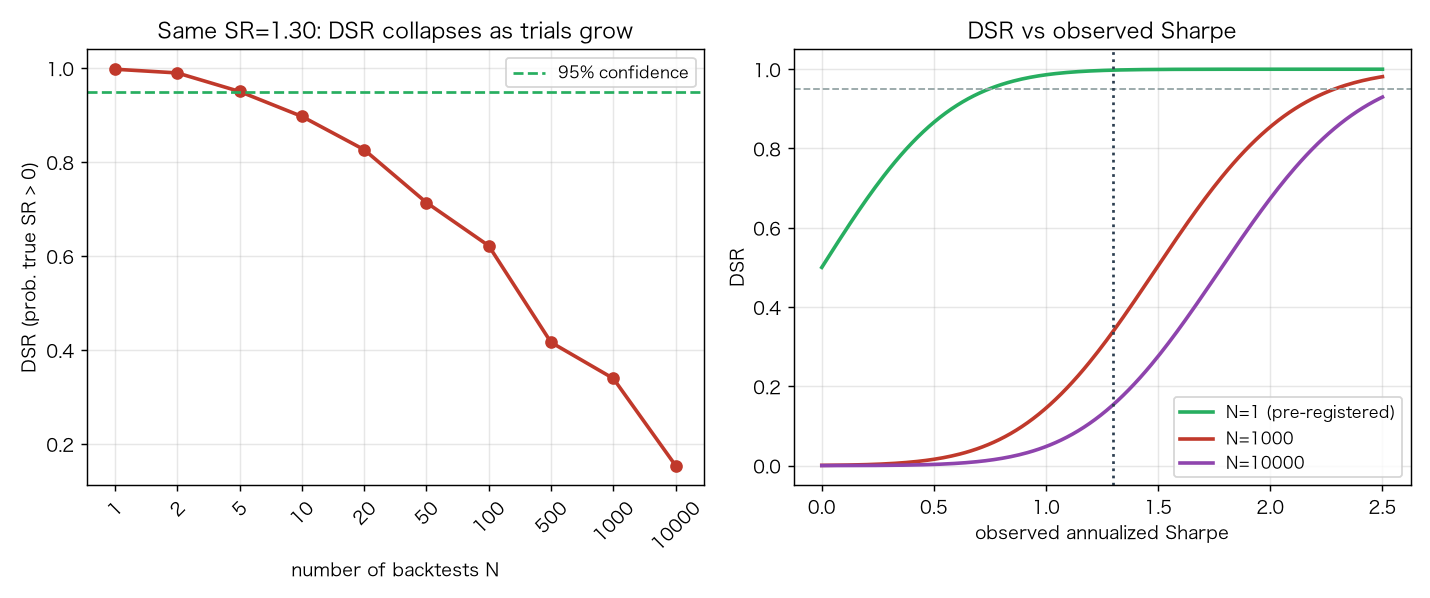 Same SR=1.30: DSR collapses as trials grow
95% confidence
DSR (prob. true SR > 0)
1.0
0.8
0.6
0.4
0.2
1
2
5
10
20
50
100
500
1000
10000
number of backtests N
DSR vs observed Sharpe
DSR
1.0
0.8
0.6
0.4
0.2
0.0
N=1 (pre-registered)
N=1000
N=10000
0.0
0.5
1.0
1.5
2.0
2.5
observed annualized Sharpe